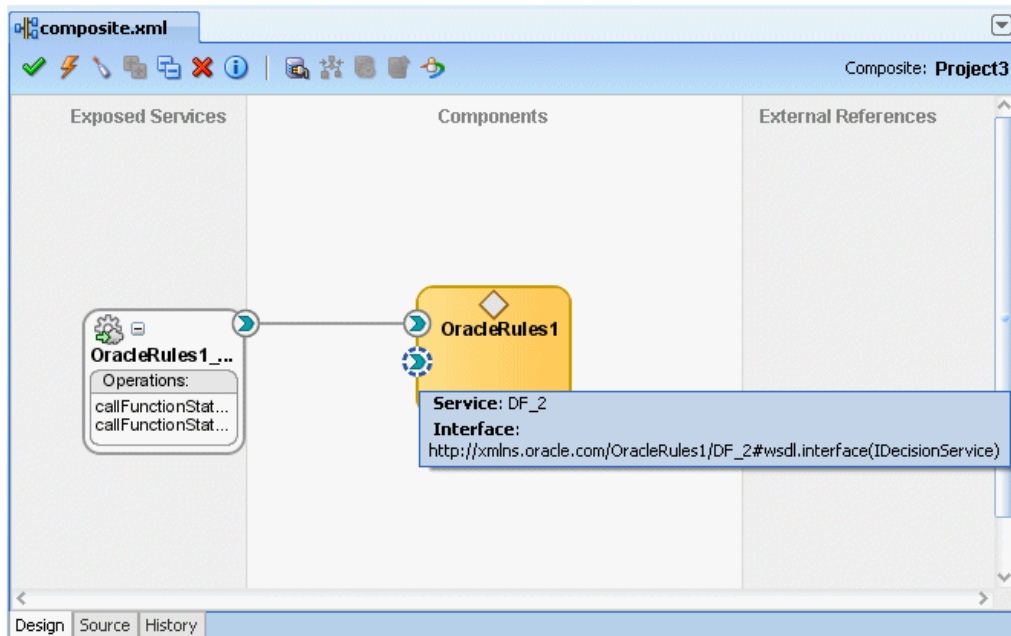 composite.xml
Composite: Project3
Exposed Services
Components
External References
OracleRules1_...
Operations:
callFunctionStat...
callFunctionStat...
OracleRules1
Service: DF_2
Interface:
http://xmlns.oracle.com/OracleRules1/DF_2#wsdl.interface(IDecisionService)
Design Source History